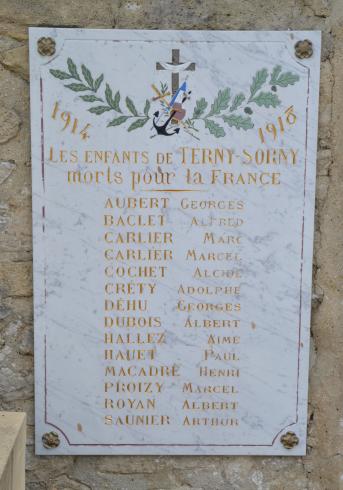 1914 1918
LES ENFANTS DE TERNY-SORNY
morts pour la FRANCE
AUBERT GEORGES
BACLET ALFRED
CARLIER MARC
CARLIER MARCEL
COCHET ALCIDE
CRÉTY ADOLPHE
DÉHU GEORGES
DUBOIS ALBERT
HALLEZ AIMÉ
HAUET PAUL
MACADRÉ HENRI
PROIZY MARCEL
ROYAN ALBERT
SAUNIER ARTHUR